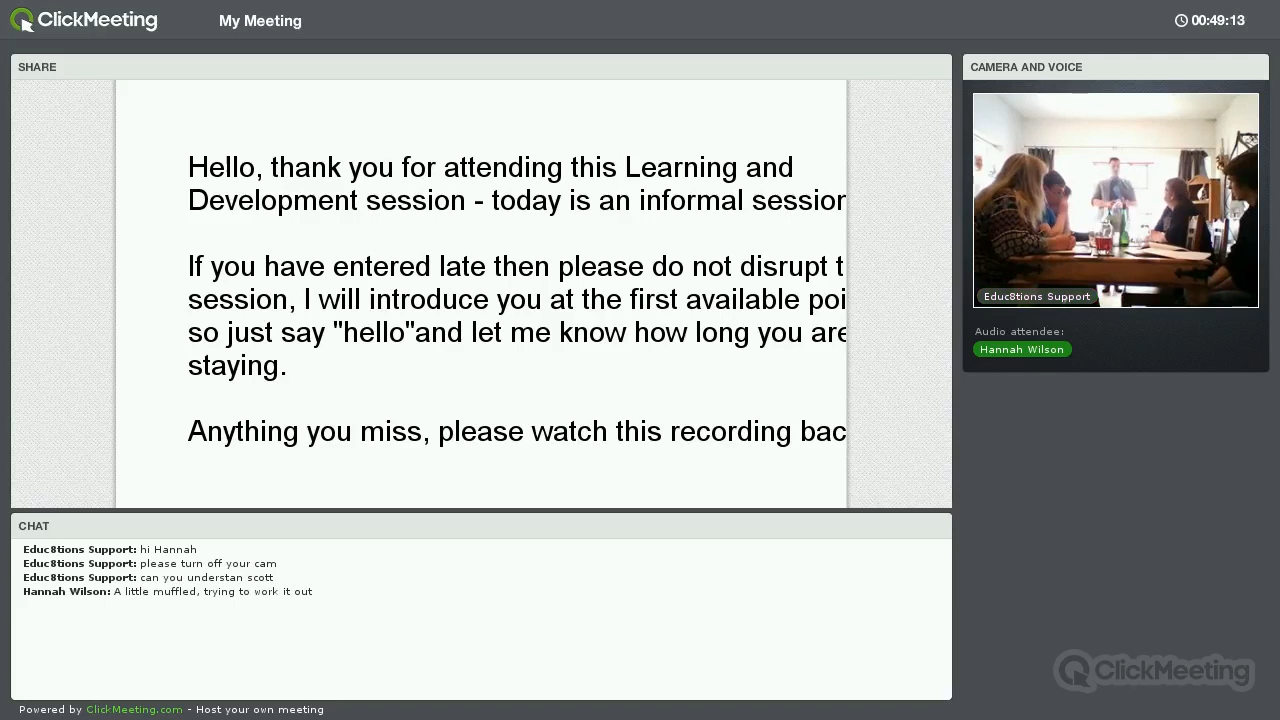 ClickMeeting
My Meeting
00:49:13
SHARE
Hello, thank you for attending this Learning and
Development session - today is an informal session
If you have entered late then please do not disrupt t
session, I will introduce you at the first available poi
so just say "hello"and let me know how long you are
staying.
Anything you miss, please watch this recording bac
CAMERA AND VOICE
Educ8tions Support
Audio attendee:
Hannah Wilson
CHAT
Educ8tions Support: hi Hannah
Educ8tions Support: please turn off your cam
Educ8tions Support: can you understan scott
Hannah Wilson: A little muffled, trying to work it out
ClickMeeting
Powered by ClickMeeting.com - Host your own meeting